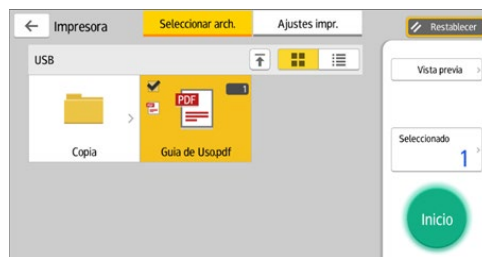 Impresora
Seleccionar arch.
Ajustes impr.
Restablecer
USB
Vista previa
PDF
1
Copia
Guia de Uso.pdf
Seleccionado
1
Inicio